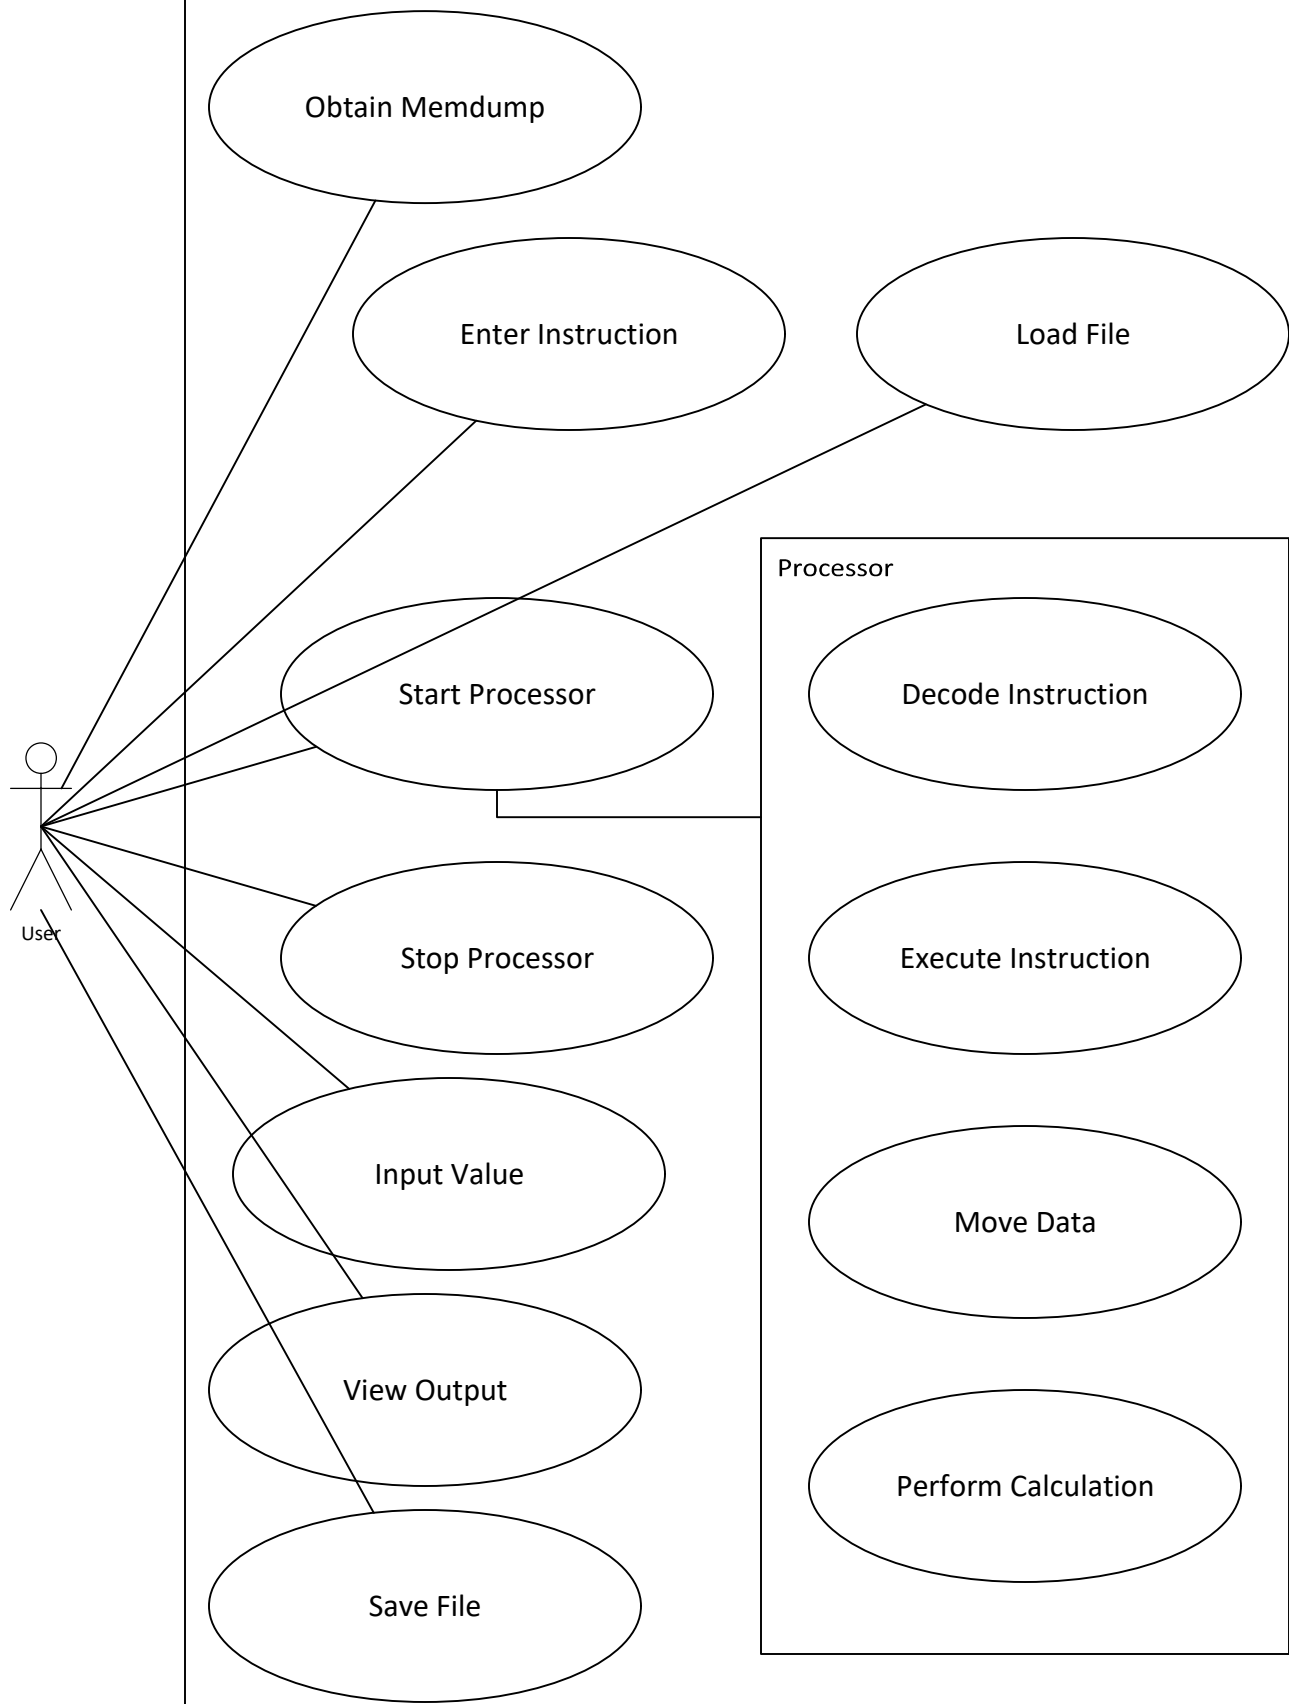 Obtain Memdump
Enter Instruction
Load File
Processor
Start Processor
Decode Instruction
User
Stop Processor
Execute Instruction
Input Value
Move Data
View Output
Perform Calculation
Save File